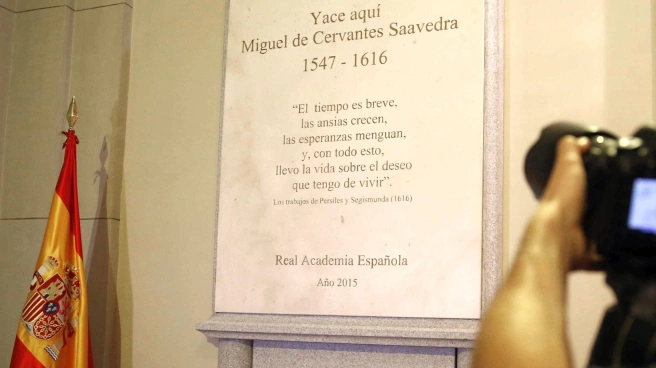 Yace aquí
Miguel de Cervantes Saavedra
1547 - 1616
“El tiempo es breve,
las ansias crecen,
las esperanzas menguan,
y, con todo esto,
llevo la vida sobre el deseo
que tengo de vivir”.
Los trabajos de Persiles y Segismunda (1616)
Real Academia Española
Año 2015